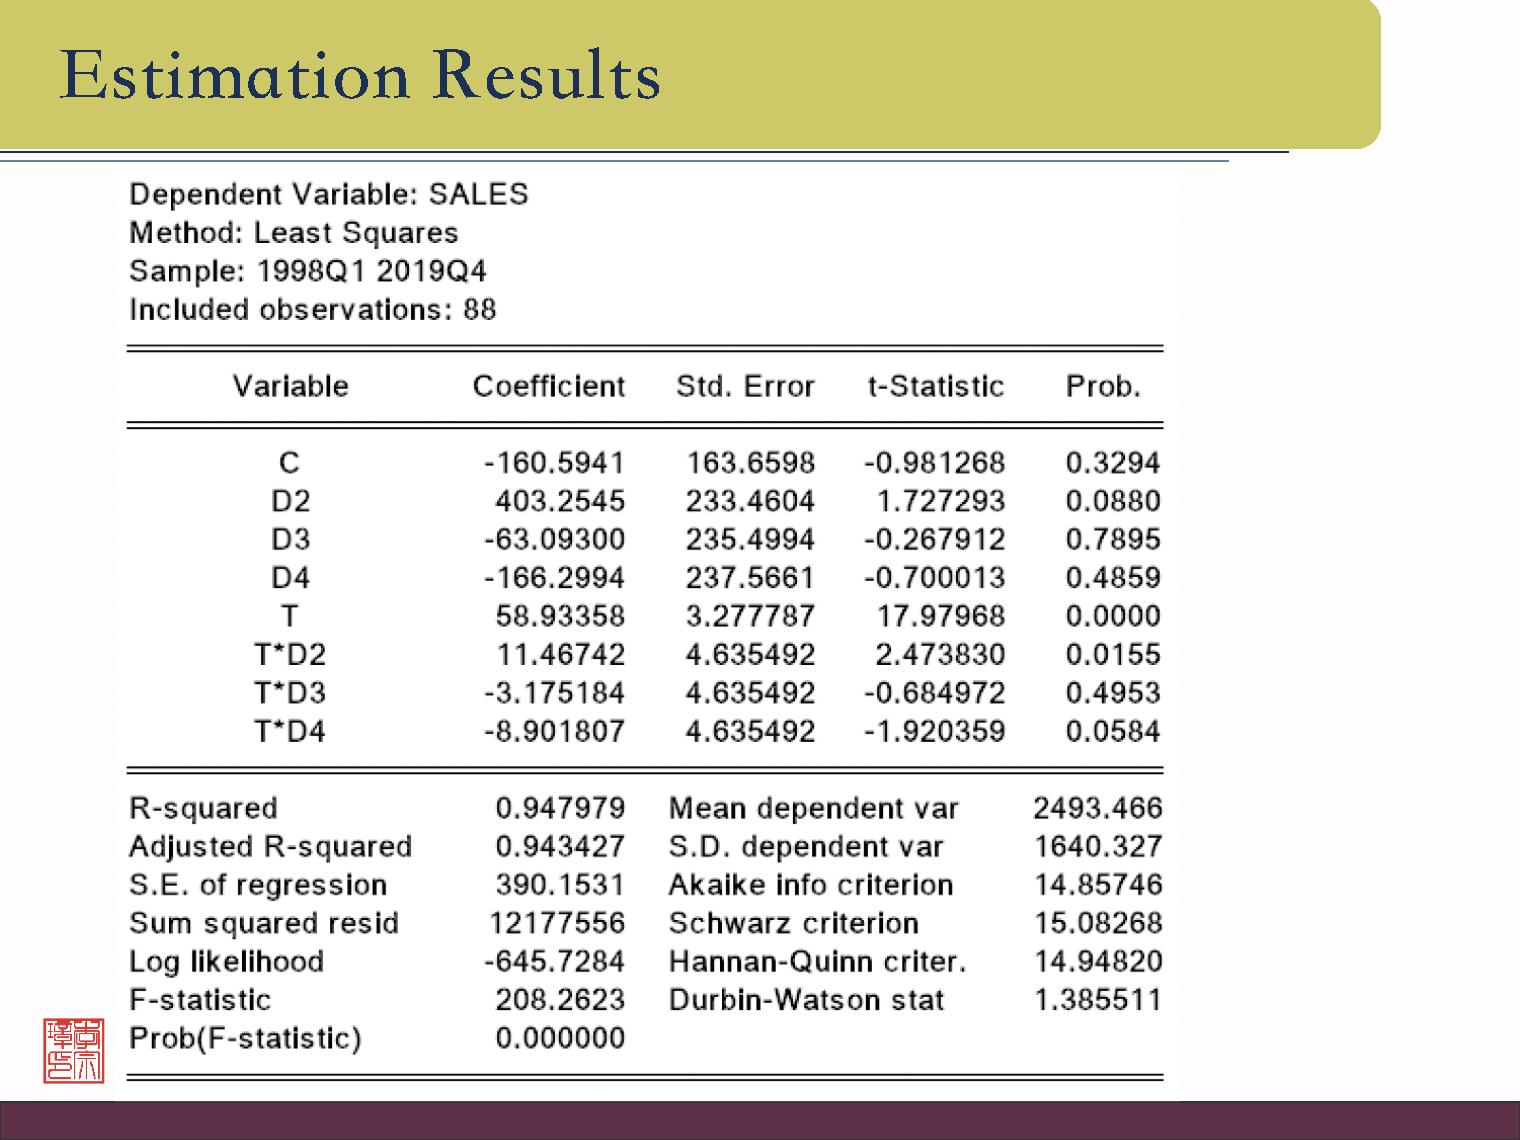 Estimation Results
Dependent Variable: SALES
Method: Least Squares
Sample: 1998Q1 2019Q4
Included observations: 88
Variable Coefficient Std. Error t-Statistic Prob.
C -160.5941 163.6598 -0.981268 0.3294
D2 403.2545 233.4604 1.727293 0.0880
D3 -63.09300 235.4994 -0.267912 0.7895
D4 -166.2994 237.5661 -0.700013 0.4859
T 58.93358 3.277787 17.97968 0.0000
T*D2 11.46742 4.635492 2.473830 0.0155
T*D3 -3.175184 4.635492 -0.684972 0.4953
T*D4 -8.901807 4.635492 -1.920359 0.0584
R-squared 0.947979 Mean dependent var 2493.466
Adjusted R-squared 0.943427 S.D. dependent var 1640.327
S.E. of regression 390.1531 Akaike info criterion 14.85746
Sum squared resid 12177556 Schwarz criterion 15.08268
Log likelihood -645.7284 Hannan-Quinn criter. 14.94820
F-statistic 208.2623 Durbin-Watson stat 1.385511
Prob(F-statistic) 0.000000